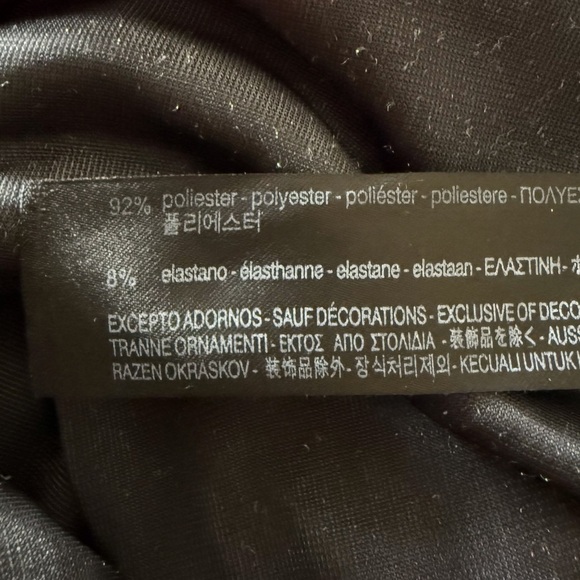 92% poliester - polyester - poliéster - poliestere - ΠΟΛΥΕΣ
폴리에스터
8% elastano - élasthanne - elastane - elastaan - ΕΛΑΣΤΙΝΗ -
EXCEPTO ADORNOS - SAUF DÉCORATIONS - EXCLUSIVE OF DECO
TRANNE ORNAMENTI - ΕΚΤΟΣ ΑΠΟ ΣΤΟΛΙΔΙΑ - 装飾品を除く - AUSS
RAZEN OKRASKOV - 装饰品除外 - 장식처리제외 - KECUALI UNTUK